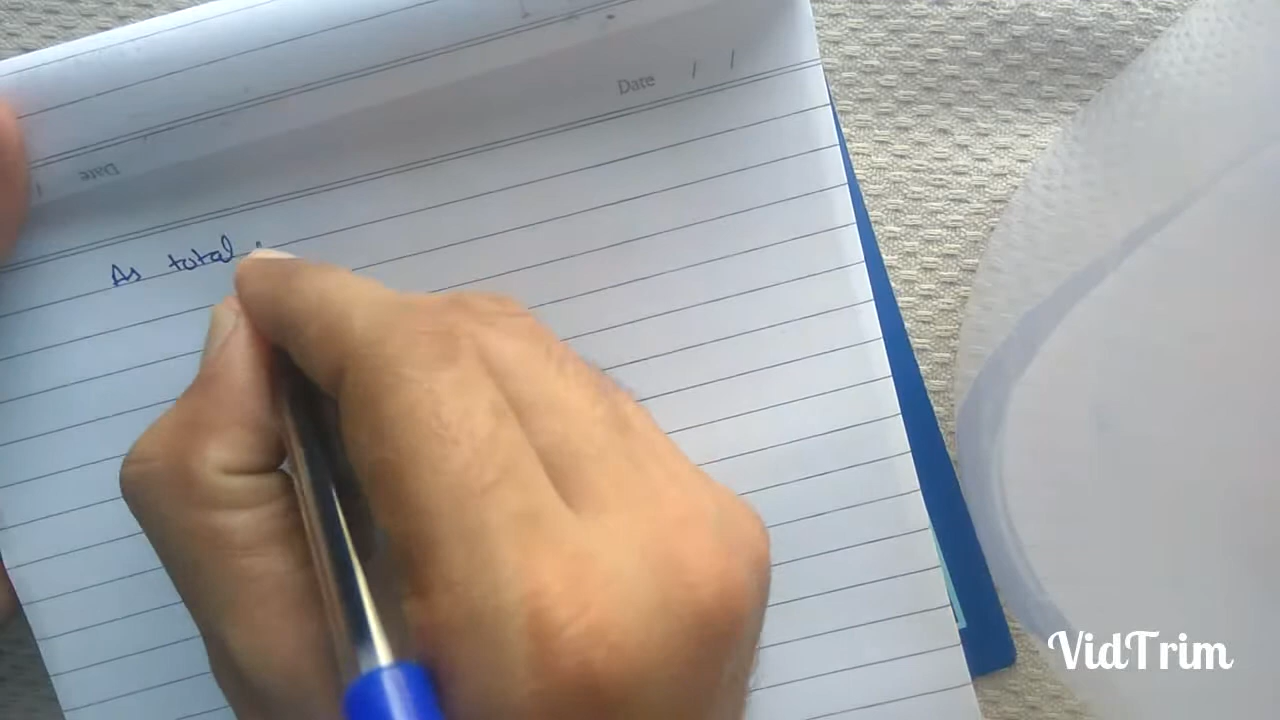 Date / /
Date
As total
VidTrim